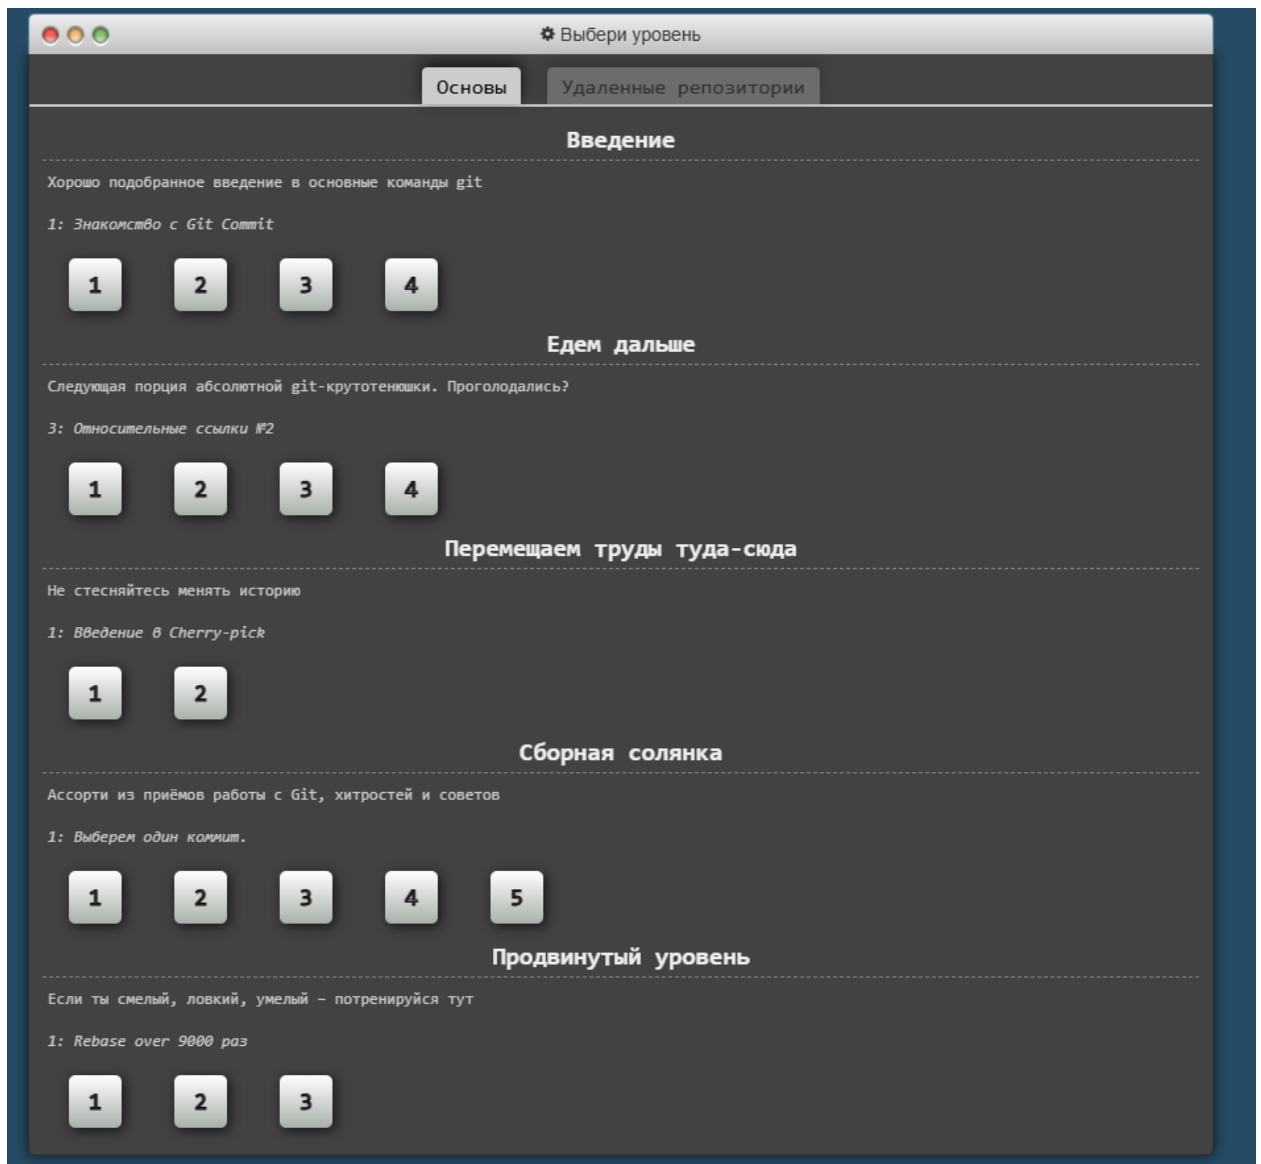 Выбери уровень
Основы
Удаленные репозитории
Введение
Хорошо подобранное введение в основные команды git
1: Знакомство с Git Commit
1 2 3 4
Едем дальше
Следующая порция абсолютной git-крутотенюшки. Проголодались?
3: Относительные ссылки №2
1 2 3 4
Перемещаем труды туда-сюда
Не стесняйтесь менять историю
1: Введение в Cherry-pick
1 2
Сборная солянка
Ассорти из приёмов работы с Git, хитростей и советов
1: Выберем один коммит.
1 2 3 4 5
Продвинутый уровень
Если ты смелый, ловкий, умелый – потренируйся тут
1: Rebase over 9000 раз
1 2 3